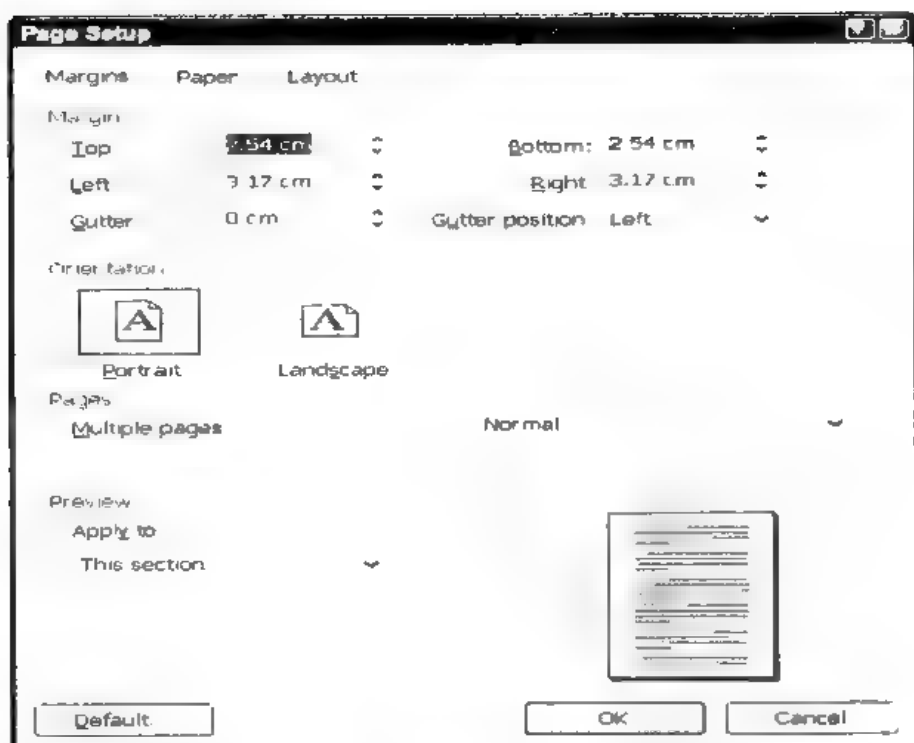 Page Setup
Margins Paper Layout
Margin
Top 2.54 cm Bottom: 2 54 cm
Left 3 17 cm Right 3.17 cm
Gutter 0 cm Gutter position Left
Orientation
A A
Portrait Landscape
Pages
Multiple pages Normal
Preview
Apply to
This section
Default OK Cancel